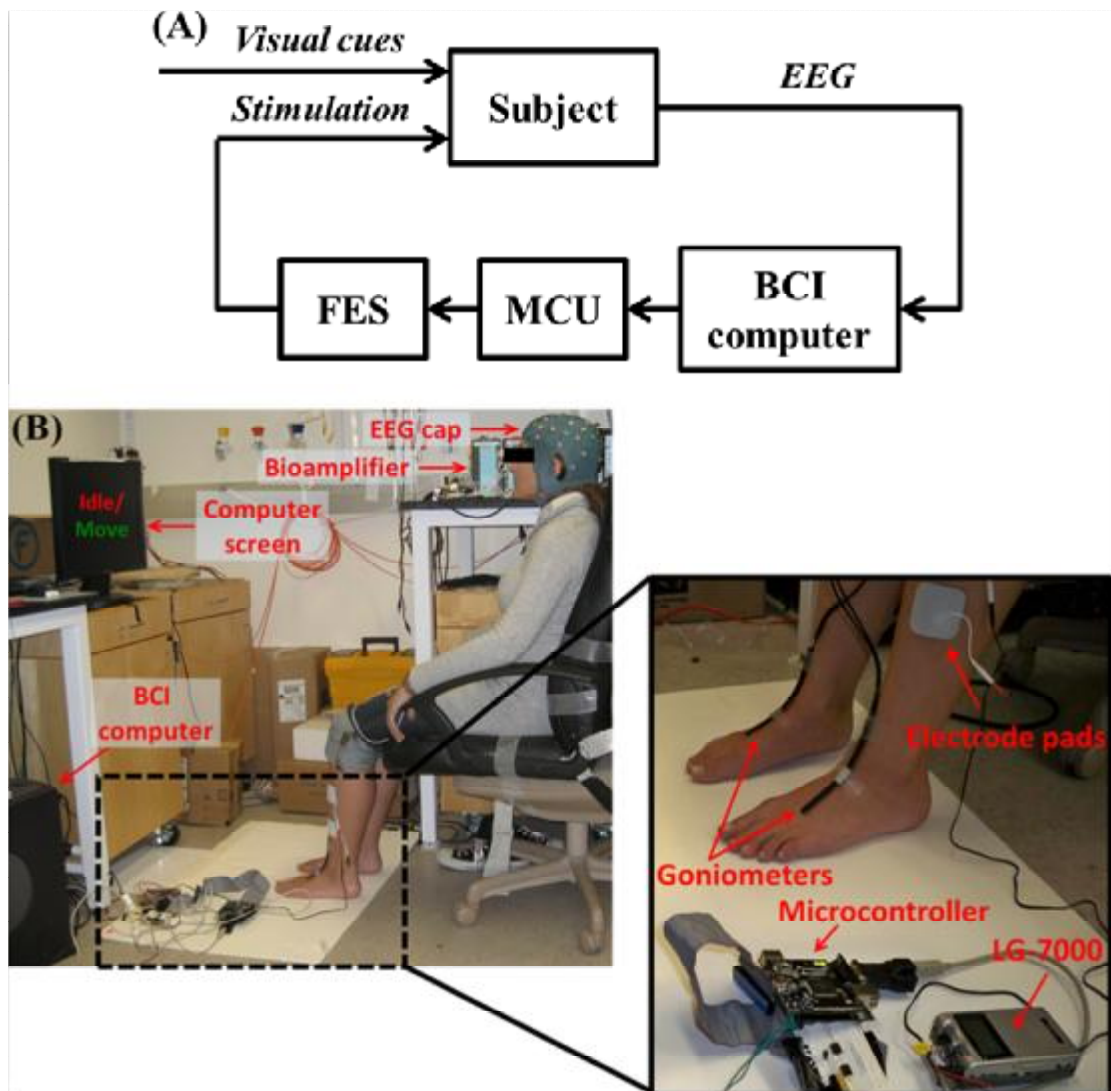 (A)
Visual cues
Stimulation
Subject
EEG
FES
MCU
BCI
computer
(B)
EEG cap
Bioamplifier
Idle/
Move
Computer
screen
BCI
computer
Electrode pads
Goniometers
Microcontroller
LG-7000